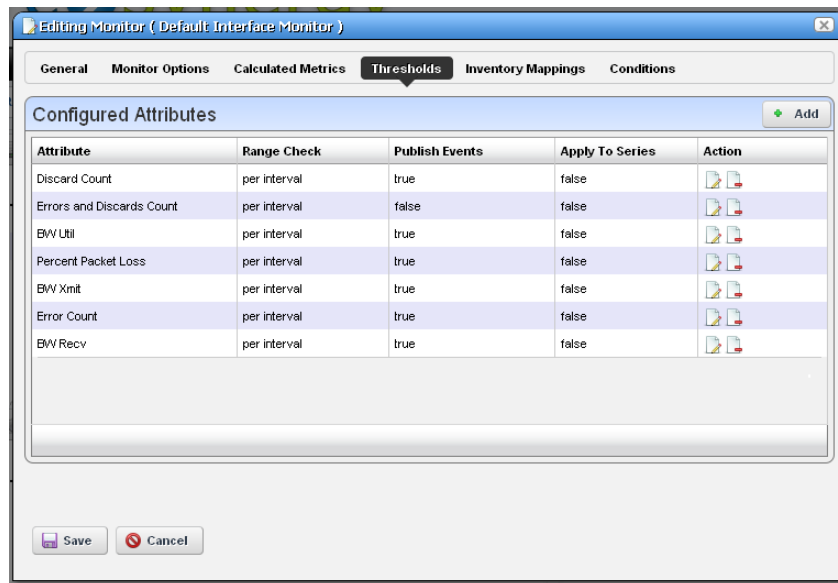 Editing Monitor ( Default Interface Monitor )
General Monitor Options Calculated Metrics Thresholds Inventory Mappings Conditions
Configured Attributes Add
Attribute Range Check Publish Events Apply To Series Action
Discard Count per interval true false
Errors and Discards Count per interval false false
BW Util per interval true false
Percent Packet Loss per interval true false
BW Xmit per interval true false
Error Count per interval true false
BW Recv per interval true false
Save Cancel